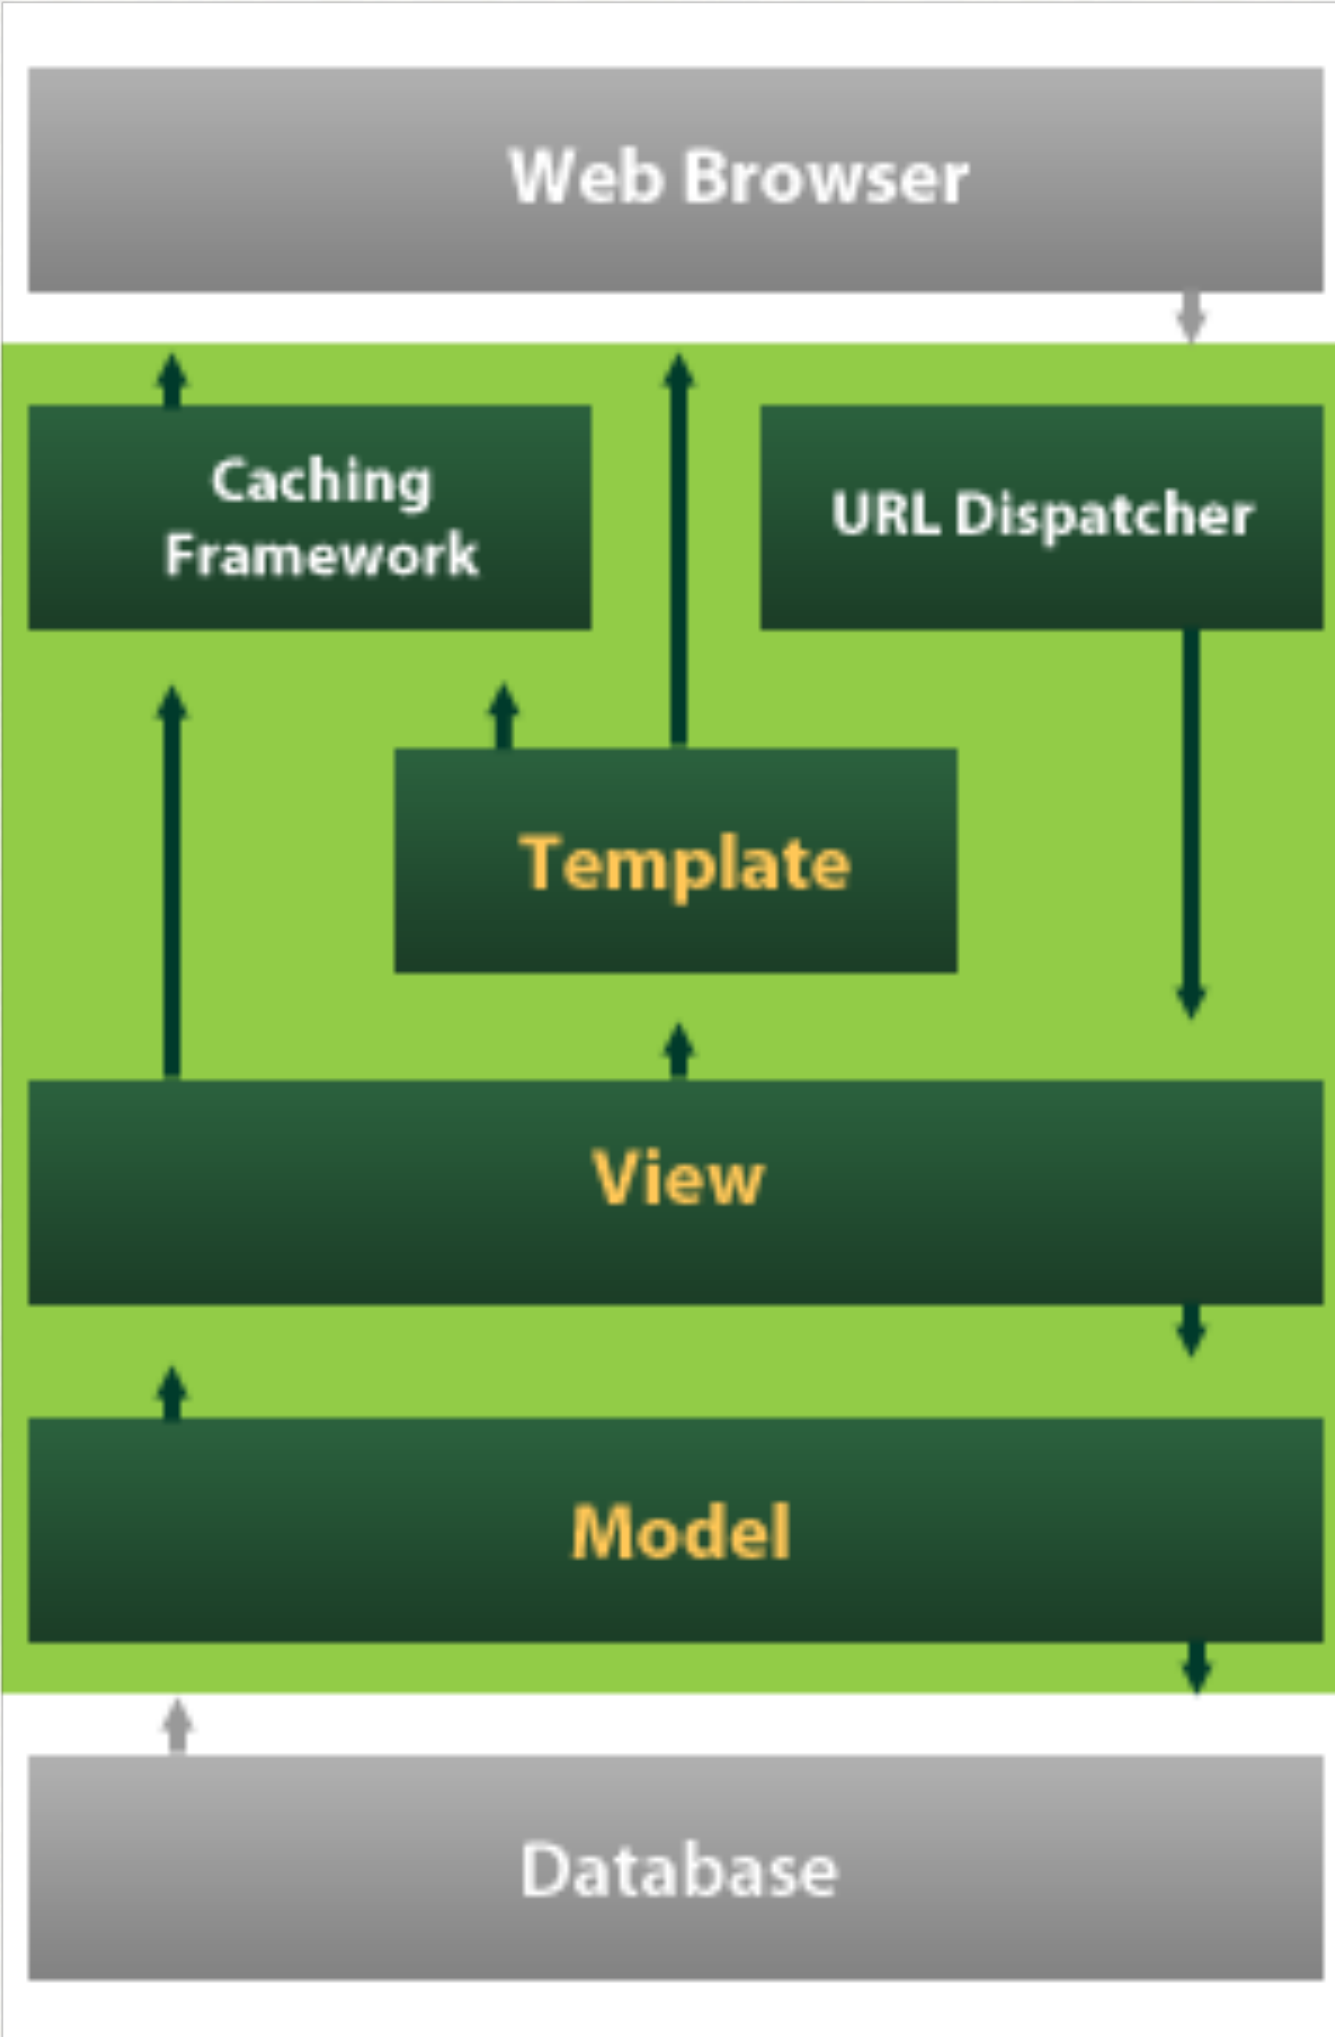 Web Browser
Caching
Framework
URL Dispatcher
Template
View
Model
Database